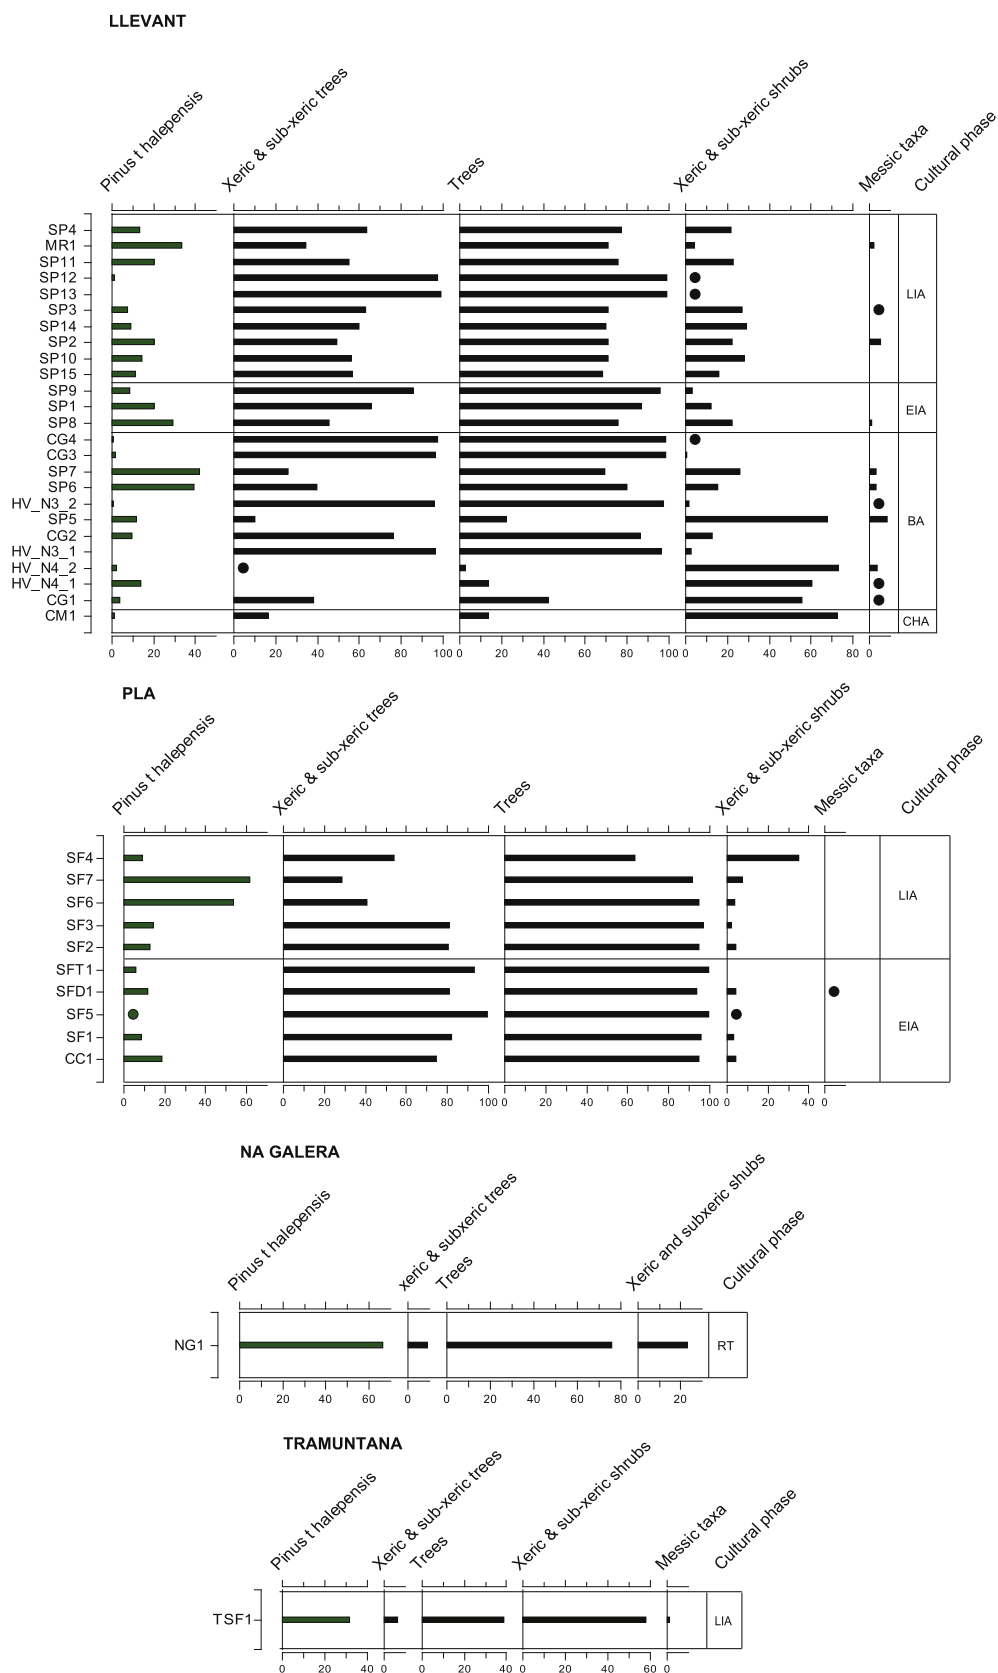 LLEVANT
Pinus t halepensis
Xeric & sub-xeric trees
Trees
Xeric & sub-xeric shrubs
Messic taxa
Cultural phase
SP4
MR1
SP11
SP12
SP13
LIA
SP3
SP14
SP2
SP10
SP15
SP9
SP1
EIA
SP8
CG4
CG3
SP7
SP6
HV_N3_2
SP5
BA
CG2
HV_N3_1
HV_N4_2
HV_N4_1
CG1
CM1
CHA
0 20 40 0 20 40 60 80 100 0 20 40 60 80 100 0 20 40 60 80 0
PLA
Pinus t halepensis
Xeric & sub-xeric trees
Trees
Xeric & sub-xeric shrubs
Messic taxa
Cultural phase
SF4
SF7
LIA
SF6
SF3
SF2
SFT1
SFD1
SF5
EIA
SF1
CC1
0 20 40 60 0 20 40 60 80 100 0 20 40 60 80 100 0 20 40 0
NA GALERA
Pinus t halepensis
xeric & subxeric trees
Trees
Xeric and subxeric shubs
Cultural phase
NG1
RT
0 20 40 60 0 0 20 40 60 80 0 20
TRAMUNTANA
Pinus t halepensis
Xeric & sub-xeric trees
Trees
Xeric & sub-xeric shrubs
Messic taxa
Cultural phase
TSF1
LIA
0 20 40 0 0 20 40 0 20 40 60 0